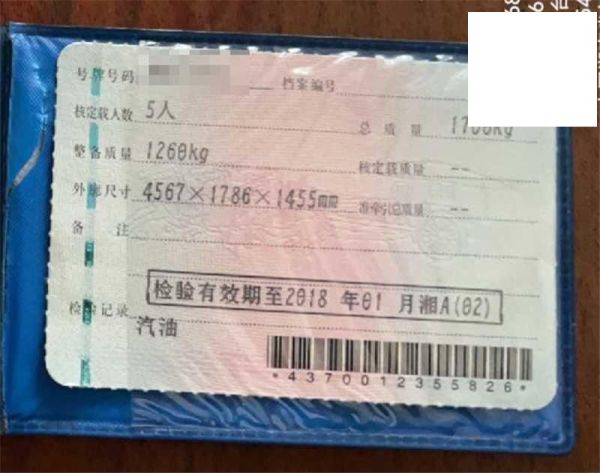 号牌号码 档案编号
核定载人数 5人 总质量 1700kg
整备质量 1260kg 核定载质量 --
外廓尺寸 4567×1786×1455mm 准牵引总质量 --
备注
检验记录 检验有效期至2018年01月湘A(02)
汽油
*4370012355826*